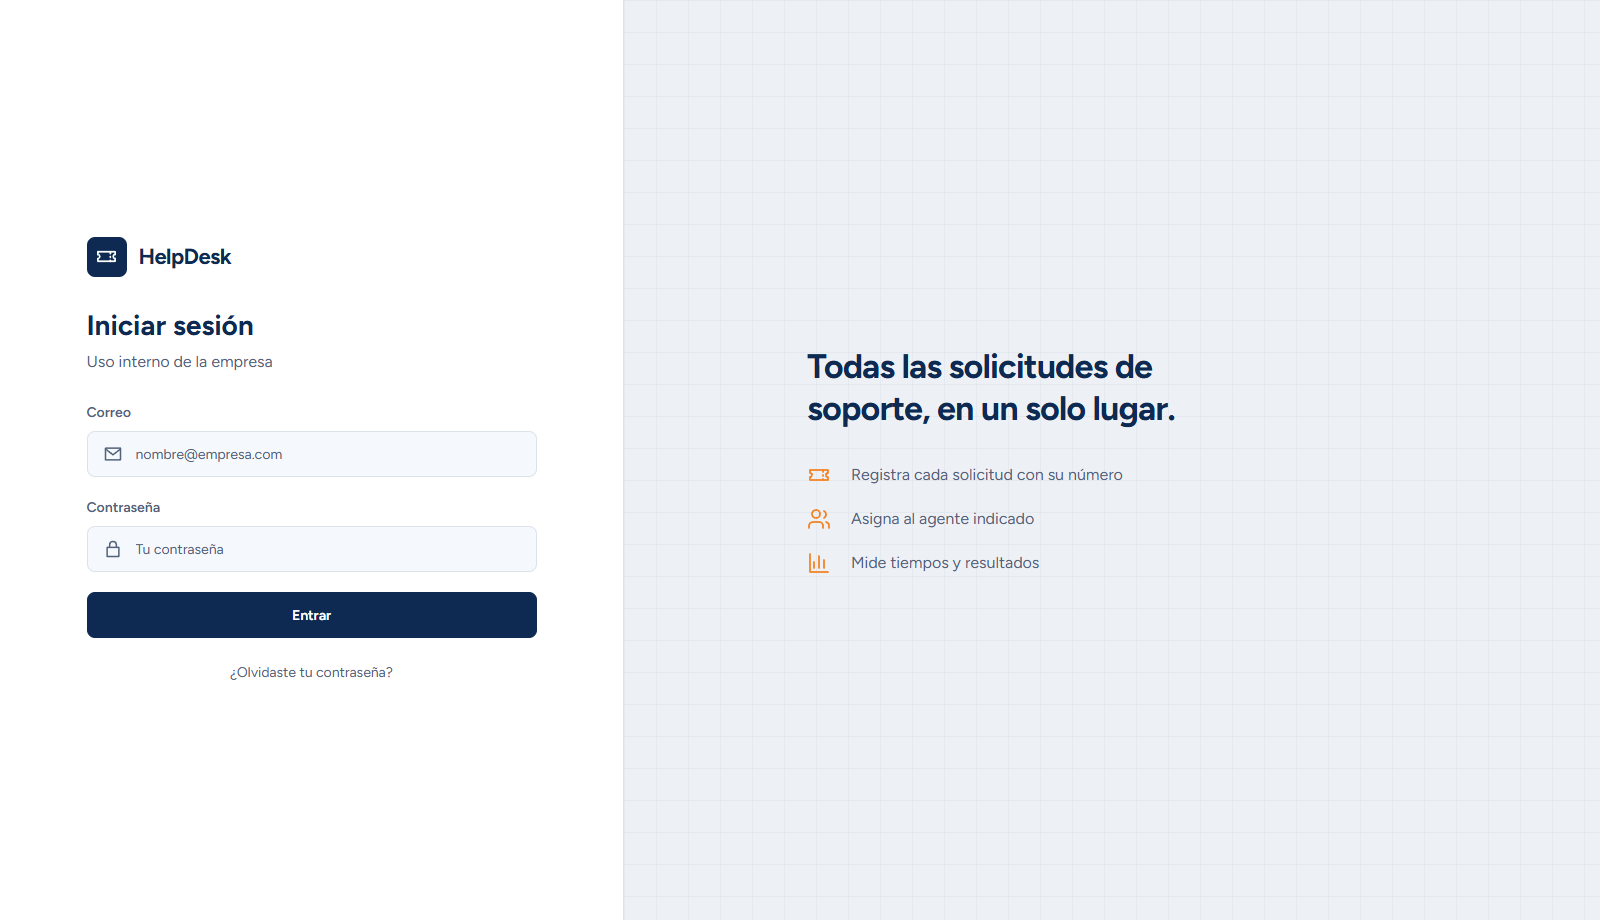 HelpDesk
Iniciar sesión
Uso interno de la empresa
Correo
nombre@empresa.com
Contraseña
Tu contraseña
Entrar
¿Olvidaste tu contraseña?
Todas las solicitudes de
soporte, en un solo lugar.
Registra cada solicitud con su número
Asigna al agente indicado
Mide tiempos y resultados